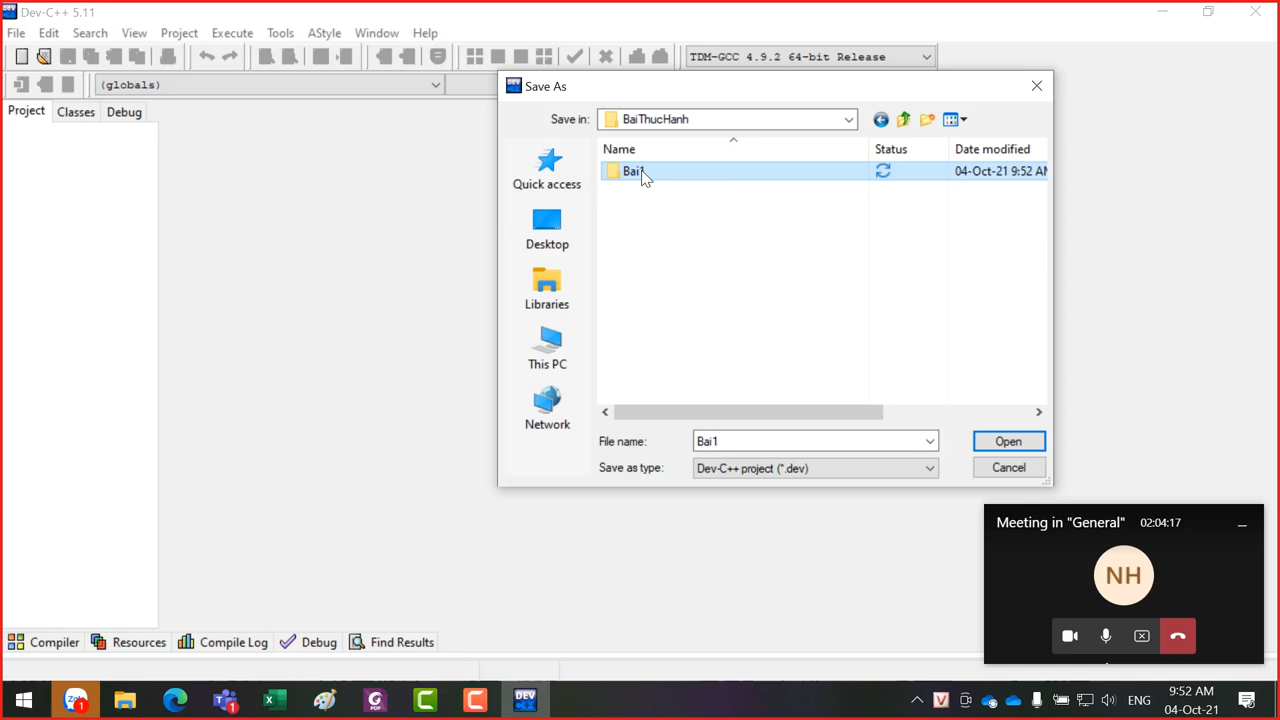 Dev-C++ 5.11
File Edit Search View Project Execute Tools AStyle Window Help
TDM-GCC 4.9.2 64-bit Release
(globals)
Project Classes Debug
Save As
Save in: BaiThucHanh
Name Status Date modified
Bai1 04-Oct-21 9:52 AM
Quick access
Desktop
Libraries
This PC
Network
File name: Bai1 Open
Save as type: Dev-C++ project (*.dev) Cancel
Meeting in "General" 02:04:17
NH
Compiler Resources Compile Log Debug Find Results
Zalo 1
1
DEV
ENG
9:52 AM
04-Oct-21